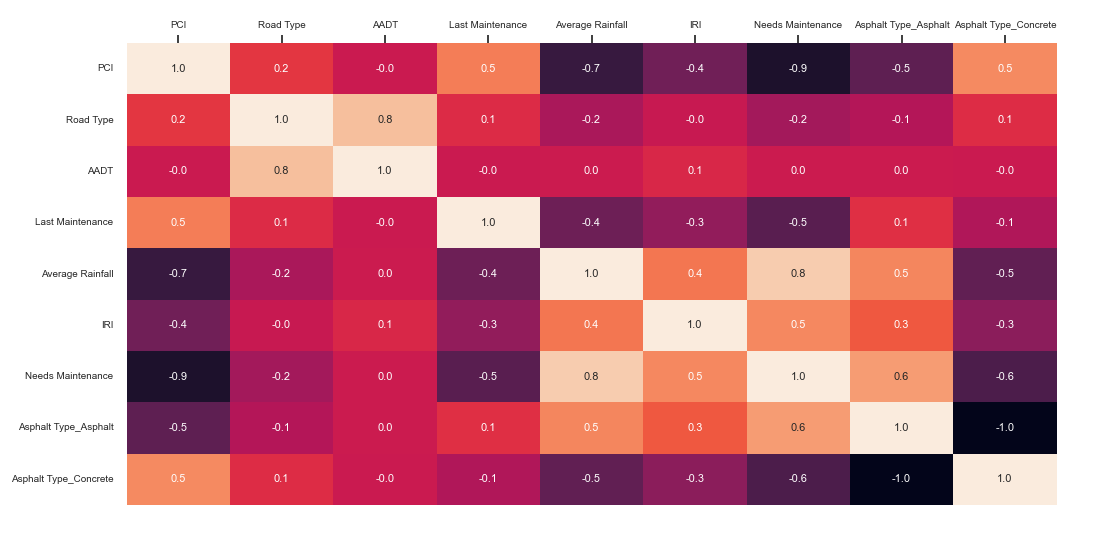 PCI Road Type AADT Last Maintenance Average Rainfall IRI Needs Maintenance Asphalt Type_Asphalt Asphalt Type_Concrete
PCI 1.0 0.2 -0.0 0.5 -0.7 -0.4 -0.9 -0.5 0.5
Road Type 0.2 1.0 0.8 0.1 -0.2 -0.0 -0.2 -0.1 0.1
AADT -0.0 0.8 1.0 -0.0 0.0 0.1 0.0 0.0 -0.0
Last Maintenance 0.5 0.1 -0.0 1.0 -0.4 -0.3 -0.5 0.1 -0.1
Average Rainfall -0.7 -0.2 0.0 -0.4 1.0 0.4 0.8 0.5 -0.5
IRI -0.4 -0.0 0.1 -0.3 0.4 1.0 0.5 0.3 -0.3
Needs Maintenance -0.9 -0.2 0.0 -0.5 0.8 0.5 1.0 0.6 -0.6
Asphalt Type_Asphalt -0.5 -0.1 0.0 0.1 0.5 0.3 0.6 1.0 -1.0
Asphalt Type_Concrete 0.5 0.1 -0.0 -0.1 -0.5 -0.3 -0.6 -1.0 1.0